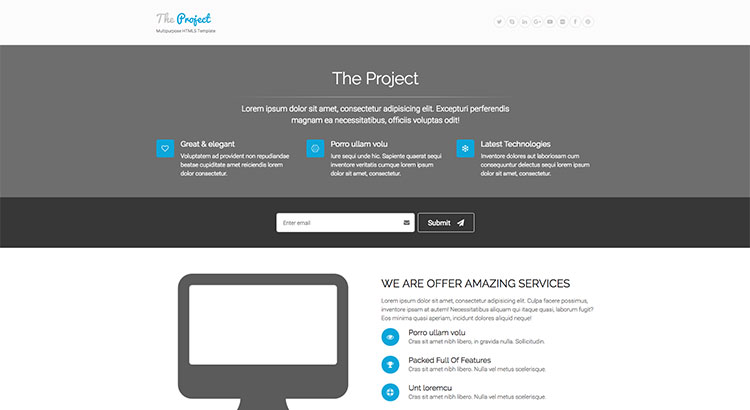 The Project
Multipurpose HTML5 Template
The Project
Lorem ipsum dolor sit amet, consectetur adipisicing elit. Excepturi perferendis
magnam ea necessitatibus, officiis voluptas odit!
Great & elegant
Voluptatem ad provident non repudiandae
beatae cupiditate amet reiciendis lorem
dolor consectetur.
Porro ullam volu
Iure sequi unde hic. Sapiente quaerat sequi
inventore veritatis cumque lorem ipsum
dolor sit amet, consectetur.
Latest Technologies
Inventore dolores aut laboriosam cum
consequuntur delectus sequi lorem ipsum
dolor sit amet, consectetur.
Enter email
Submit
WE ARE OFFER AMAZING SERVICES
Lorem ipsum dolor sit amet, consectetur adipisicing elit. Culpa facere possimus,
inventore ipsam at autem! Necessitatibus aliquam qui itaque quasi, laborum fugit?
Eos minima quasi aperiam, incidunt dolores aliquid neque!
Porro ullam volu
Cras sit amet nibh libero, in gravida nulla. Sollicitudin.
Packed Full Of Features
Cras sit amet nibh libero. Nulla vel metus scelerisque.
Unt loremcu
Cras sit amet nibh libero. Nulla vel metus scelerisque.